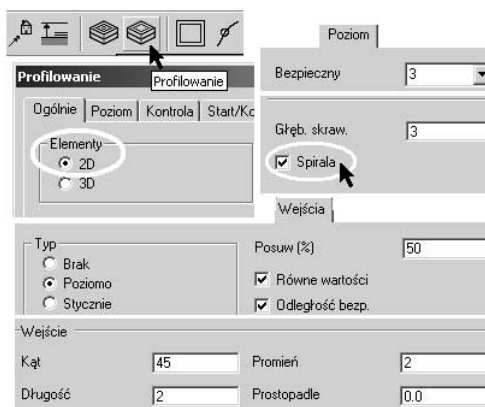 Profilowanie
Profilowanie
Ogólnie Poziom Kontrola Start/Ko
Elementy
2D
3D
Poziom
Bezpieczny 3
Głęb. skraw. 3
Spirala
Wejścia
Typ
Brak
Poziomo
Stycznie
Posuw (%) 50
Równe wartości
Odległość bezp.
Wejście
Kąt 45 Promień 2
Długość 2 Prostopadle 0.0